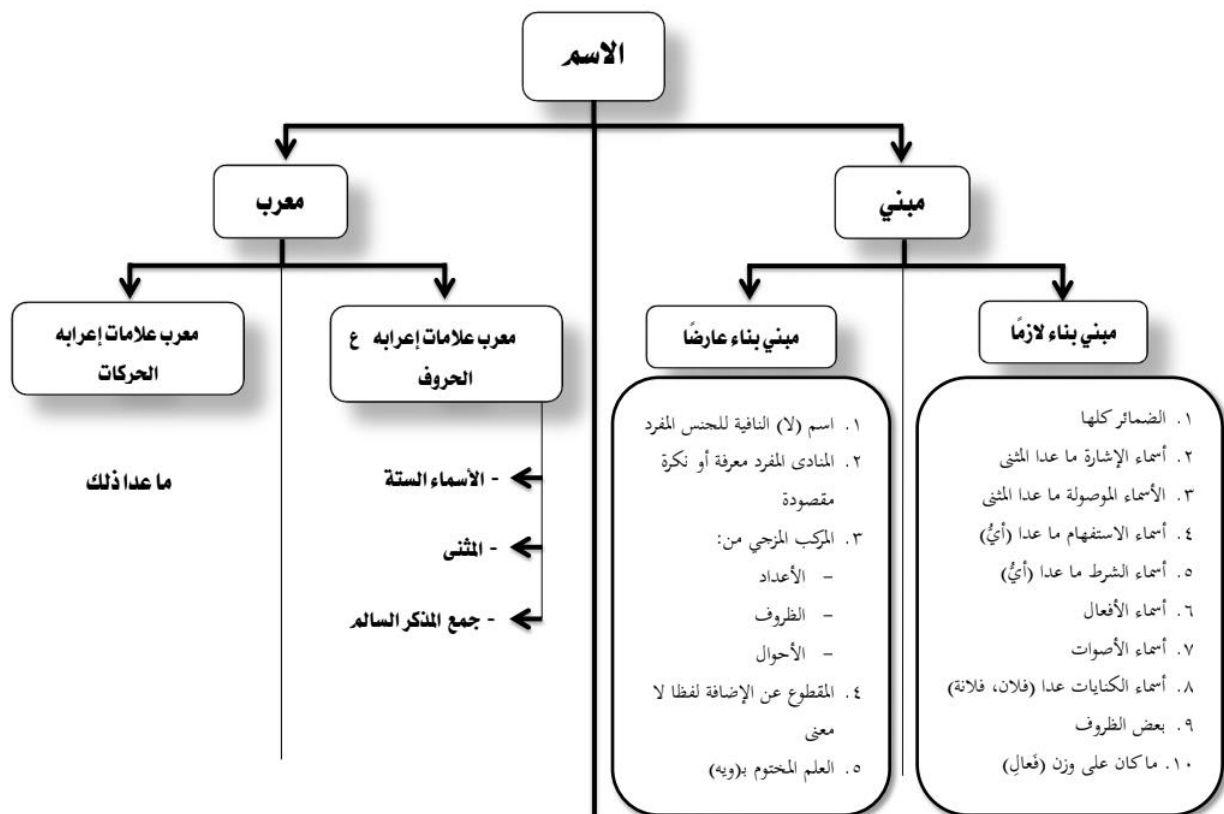 الاسم
مبني
معرب
مبني بناء لازمًا
مبني بناء عارضًا
معرب علامات إعرابه ع
الحروف
معرب علامات إعرابه
الحركات
١. الضمائر كلها
٢. أسماء الإشارة ما عدا المثنى
٣. الأسماء الموصولة ما عدا المثنى
٤. أسماء الاستفهام ما عدا (أيُّ)
٥. أسماء الشرط ما عدا (أيُّ)
٦. أسماء الأفعال
٧. أسماء الأصوات
٨. أسماء الكنايات عدا (فلان، فلانة)
٩. بعض الظروف
١٠. ما كان على وزن (فَعالِ)
١. اسم (لا) النافية للجنس المفرد
٢. المنادى المفرد معرفة أو نكرة
مقصودة
٣. المركب المزجي من:
- الأعداد
- الظروف
- الأحوال
٤. المقطوع عن الإضافة لفظا لا
معنى
٥. العلم المختوم بـ(ويه)
- الأسماء الستة
- المثنى
- جمع المذكر السالم
ما عدا ذلك